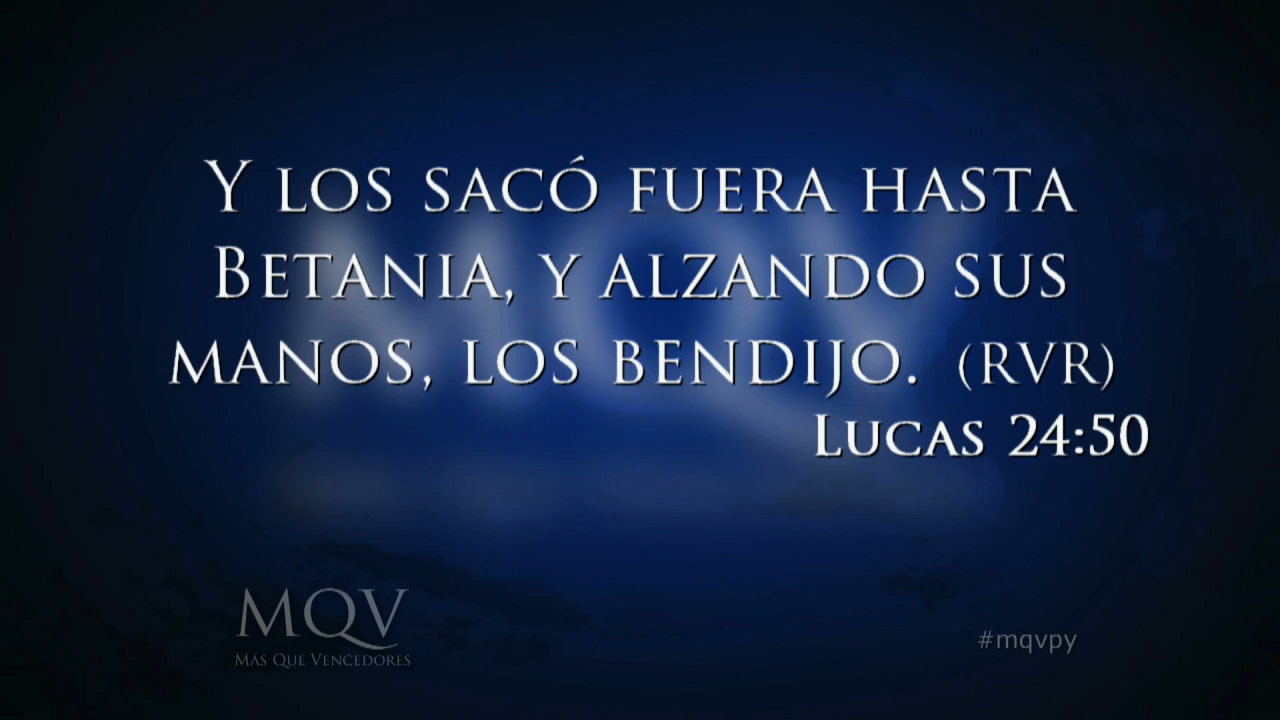 Y los sacó fuera hasta
Betania, y alzando sus
manos, los bendijo. (RVR)
Lucas 24:50
MQV
Más Que Vencedores
#mqvpy